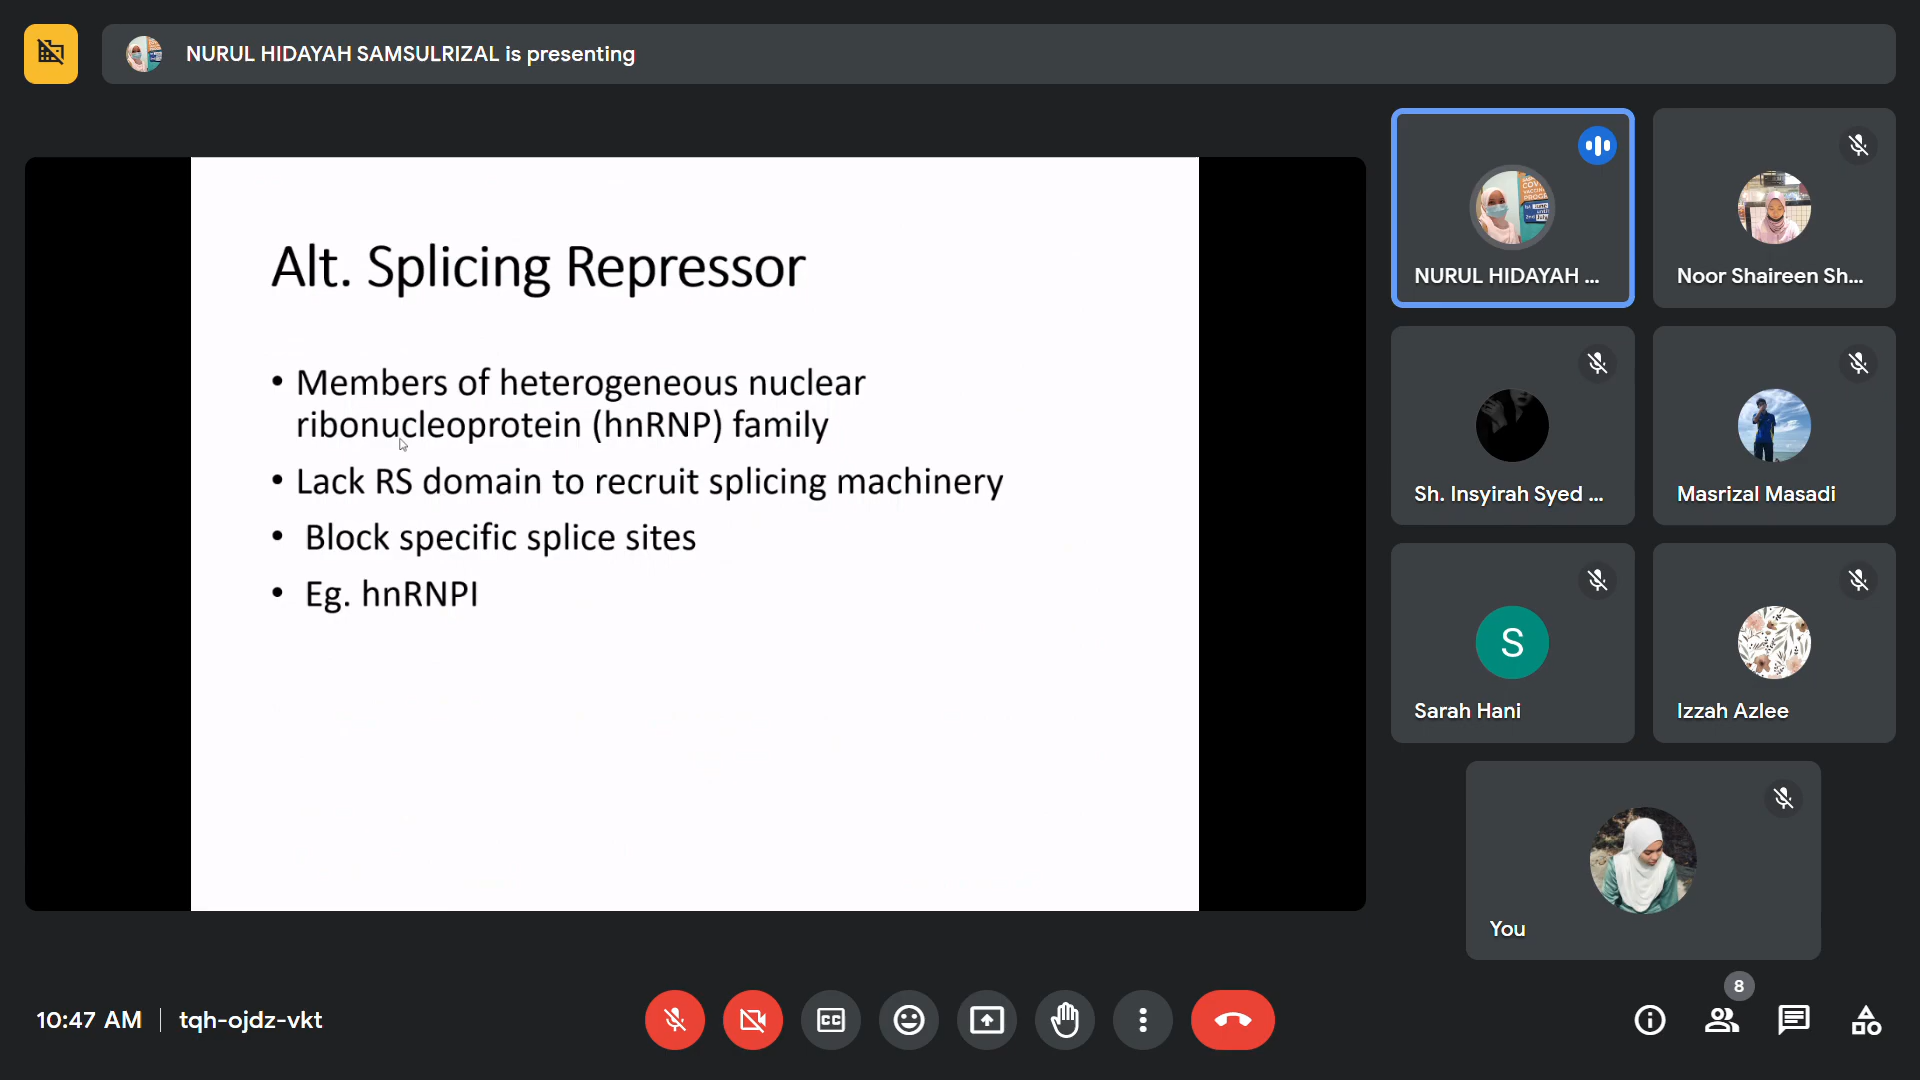 NURUL HIDAYAH SAMSULRIZAL is presenting
Alt. Splicing Repressor
• Members of heterogeneous nuclear
ribonucleoprotein (hnRNP) family
• Lack RS domain to recruit splicing machinery
• Block specific splice sites
• Eg. hnRNPI
NURUL HIDAYAH ...
Noor Shaireen Sh...
Sh. Insyirah Syed ...
Masrizal Masadi
S
Sarah Hani
Izzah Azlee
You
10:47 AM | tqh-ojdz-vkt
CC
8